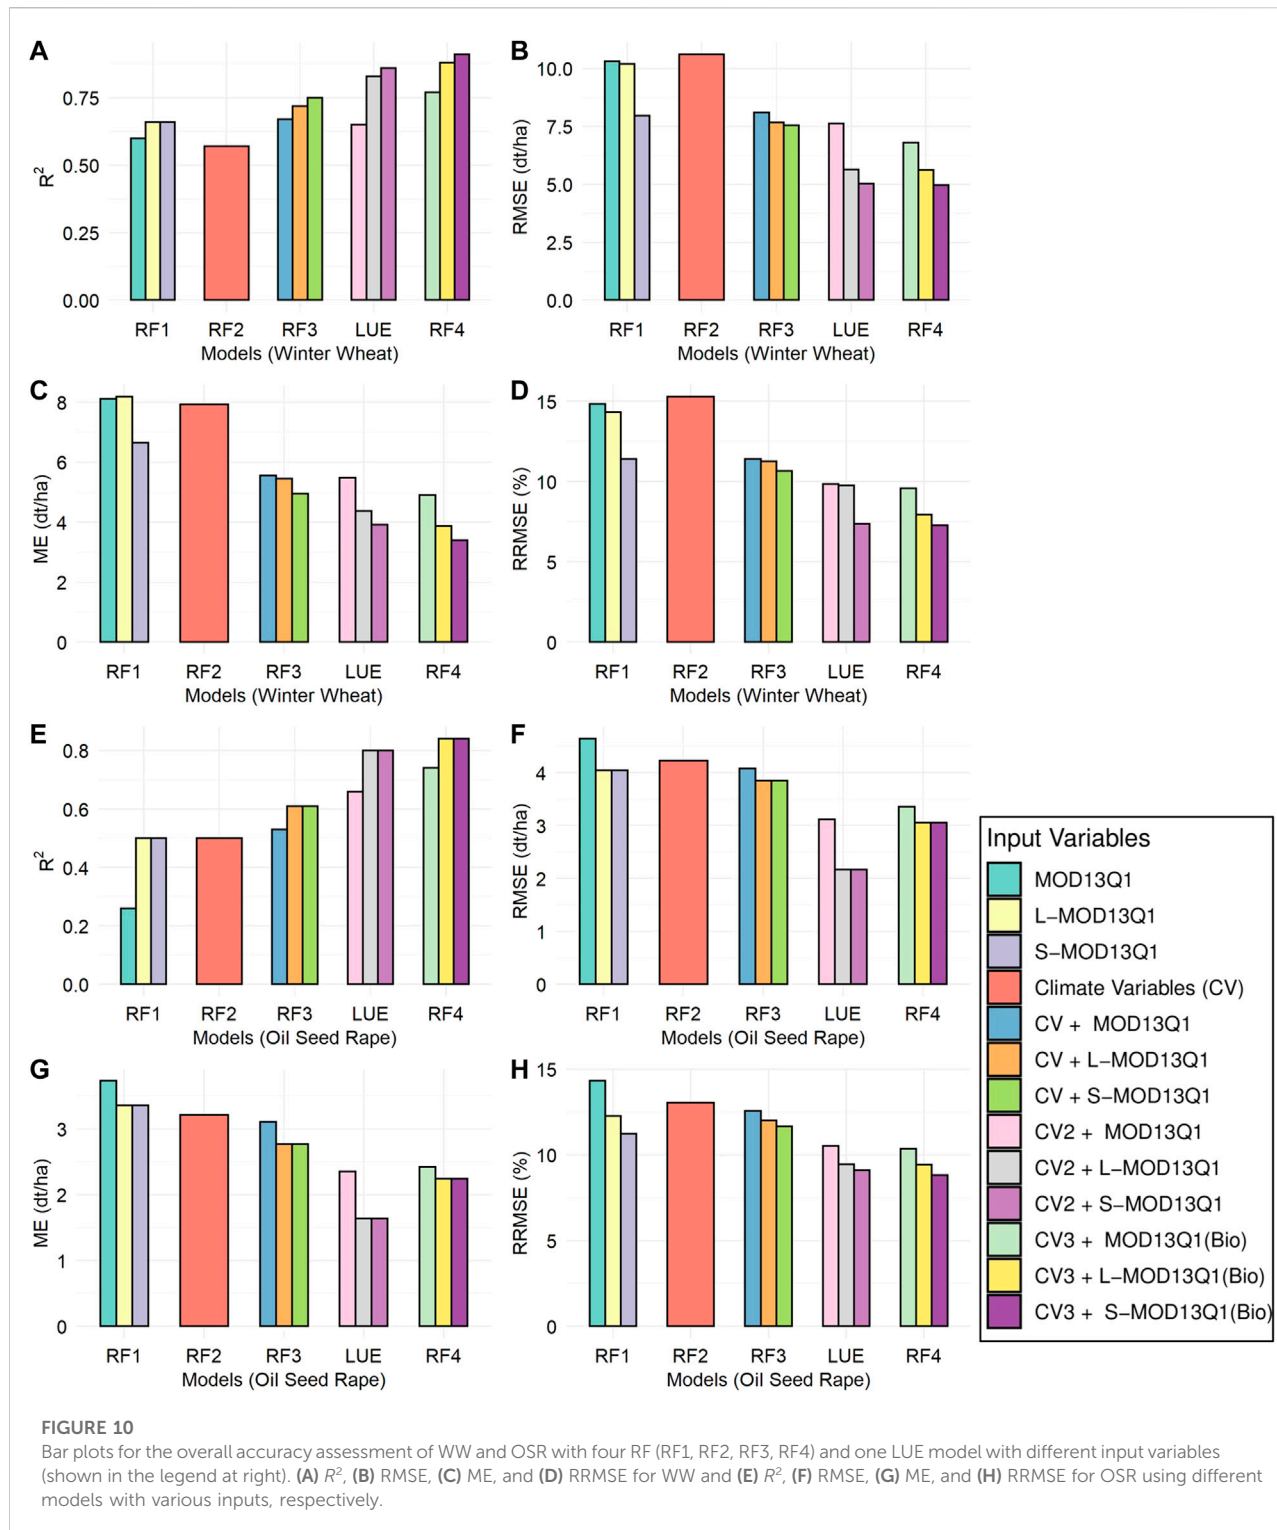 A
R²
0.75
0.50
0.25
0.00
RF1 RF2 RF3 LUE RF4
Models (Winter Wheat)
B
RMSE (dt/ha)
10.0
7.5
5.0
2.5
0.0
RF1 RF2 RF3 LUE RF4
Models (Winter Wheat)
C
ME (dt/ha)
8
6
4
2
0
RF1 RF2 RF3 LUE RF4
Models (Winter Wheat)
D
RRMSE (%)
15
10
5
0
RF1 RF2 RF3 LUE RF4
Models (Winter Wheat)
E
R²
0.8
0.6
0.4
0.2
0.0
RF1 RF2 RF3 LUE RF4
Models (Oil Seed Rape)
F
RMSE (dt/ha)
4
3
2
1
0
RF1 RF2 RF3 LUE RF4
Models (Oil Seed Rape)
G
ME (dt/ha)
3
2
1
0
RF1 RF2 RF3 LUE RF4
Models (Oil Seed Rape)
H
RRMSE (%)
15
10
5
0
RF1 RF2 RF3 LUE RF4
Models (Oil Seed Rape)
Input Variables
MOD13Q1
L−MOD13Q1
S−MOD13Q1
Climate Variables (CV)
CV + MOD13Q1
CV + L−MOD13Q1
CV + S−MOD13Q1
CV2 + MOD13Q1
CV2 + L−MOD13Q1
CV2 + S−MOD13Q1
CV3 + MOD13Q1(Bio)
CV3 + L−MOD13Q1(Bio)
CV3 + S−MOD13Q1(Bio)
FIGURE 10
Bar plots for the overall accuracy assessment of WW and OSR with four RF (RF1, RF2, RF3, RF4) and one LUE model with different input variables
(shown in the legend at right). (A) R², (B) RMSE, (C) ME, and (D) RRMSE for WW and (E) R², (F) RMSE, (G) ME, and (H) RRMSE for OSR using different
models with various inputs, respectively.